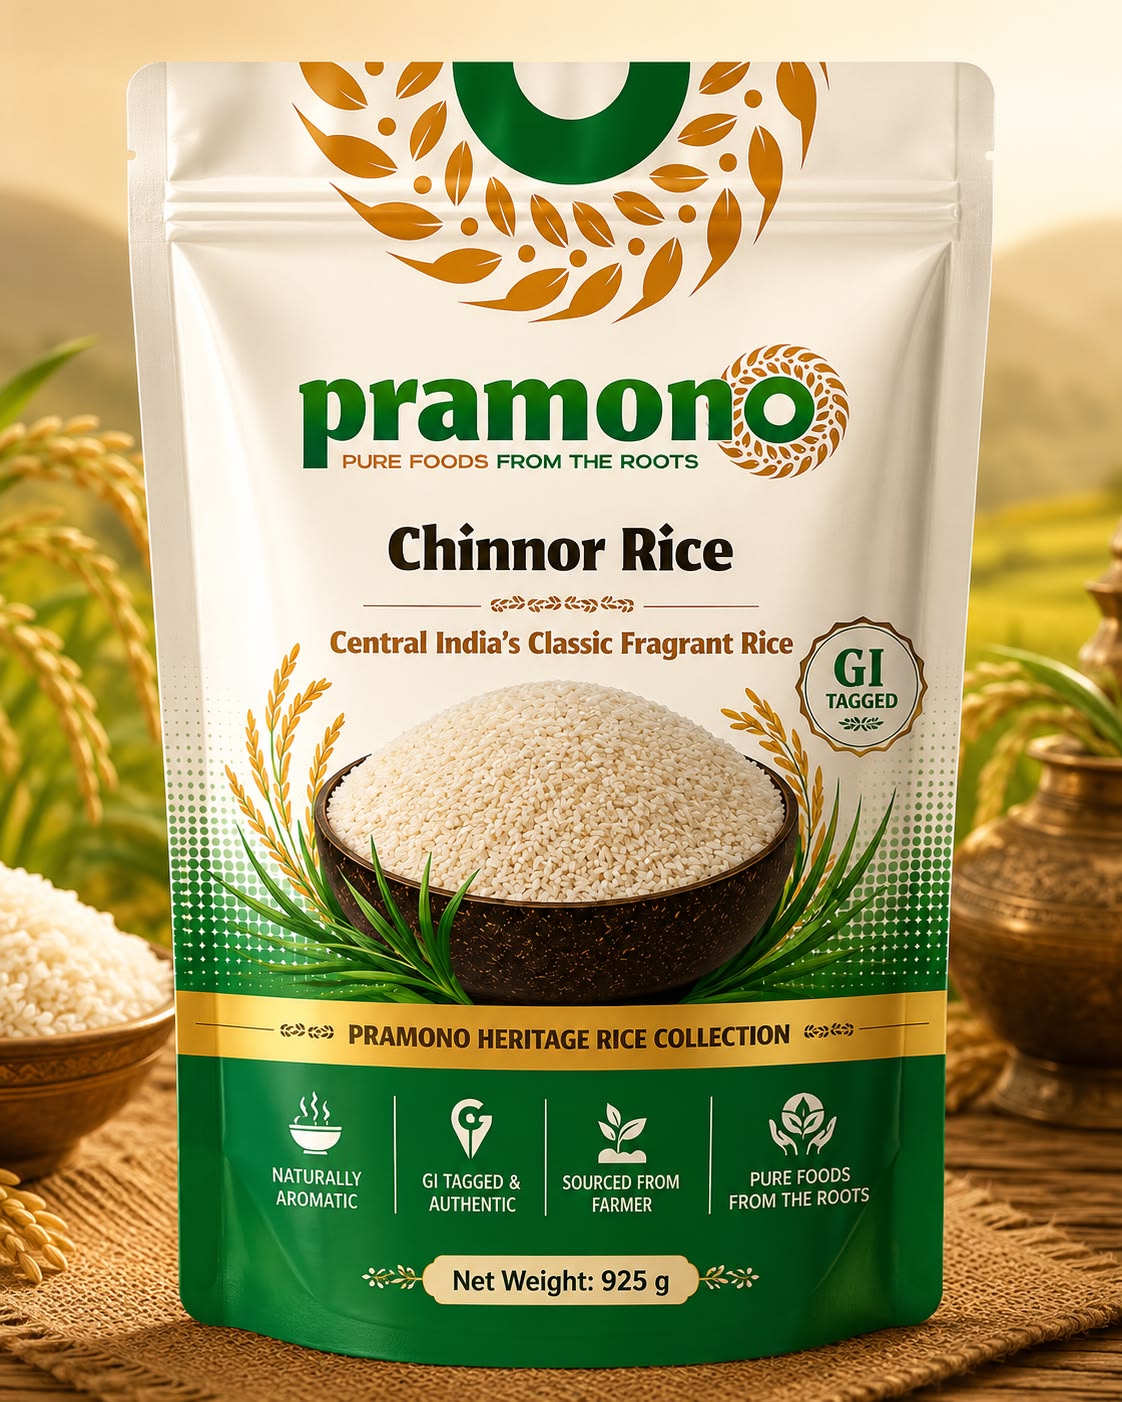 pramono
PURE FOODS FROM THE ROOTS
Chinnor Rice
Central India's Classic Fragrant Rice
GI
TAGGED
PRAMONO HERITAGE RICE COLLECTION
NATURALLY
AROMATIC
GI TAGGED &
AUTHENTIC
SOURCED FROM
FARMER
PURE FOODS
FROM THE ROOTS
Net Weight: 925 g